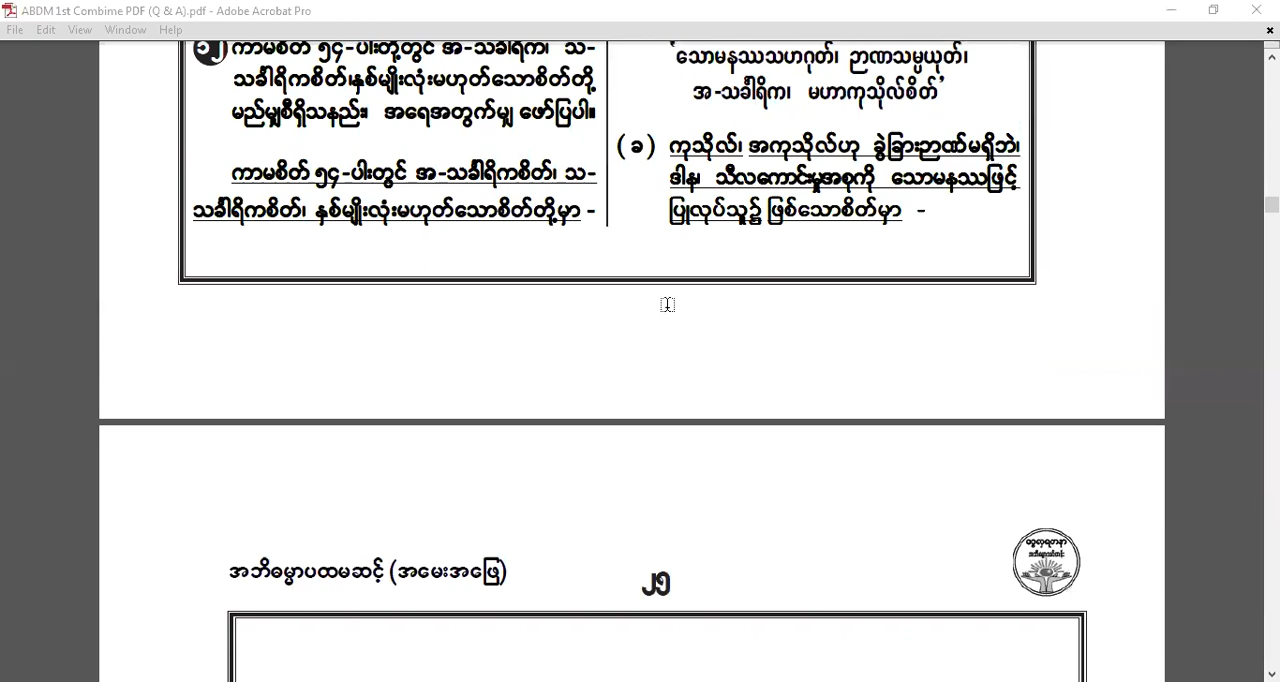 ABDM 1st Combime PDF (Q & A).pdf - Adobe Acrobat Pro
File Edit View Window Help
၁၂ ကာမစိတ် ၅၄-ပါးတို့တွင် အ-သင်္ခါရိက၊ သ-
သင်္ခါရိကစိတ်၊နှစ်မျိုးလုံးမဟုတ်သောစိတ်တို့
မည်မျှစီရှိသနည်း။ အရေအတွက်မျှ ဖော်ပြပါ။
ကာမစိတ် ၅၄-ပါးတွင် အ-သင်္ခါရိကစိတ်၊ သ-
သင်္ခါရိကစိတ်၊ နှစ်မျိုးလုံးမဟုတ်သောစိတ်တို့မှာ -
'သောမနဿသဟဂုတ်၊ ဉာဏသမ္ပယုတ်၊
အ-သင်္ခါရိက၊ မဟာကုသိုလ်စိတ်'
(ခ) ကုသိုလ်၊ အကုသိုလ်ဟု ခွဲခြားဉာဏ်မရှိဘဲ၊
ဒါန၊ သီလကောင်းမှုအစုကို သောမနဿဖြင့်
ပြုလုပ်သူ၌ ဖြစ်သောစိတ်မှာ -
အဘိဓမ္မာပထမဆင့် (အမေးအဖြေ)
၂၅